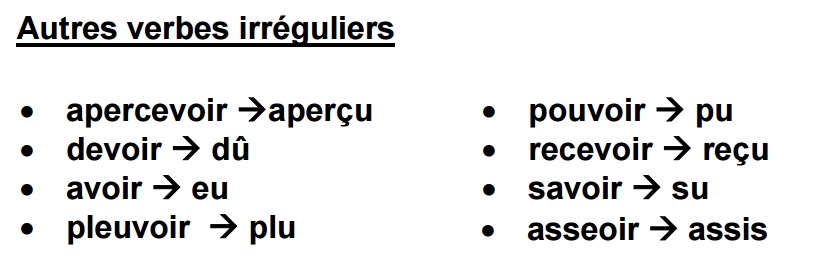 Autres verbes irréguliers
• apercevoir →aperçu
• devoir → dû
• avoir → eu
• pleuvoir → plu
• pouvoir → pu
• recevoir → reçu
• savoir → su
• asseoir → assis